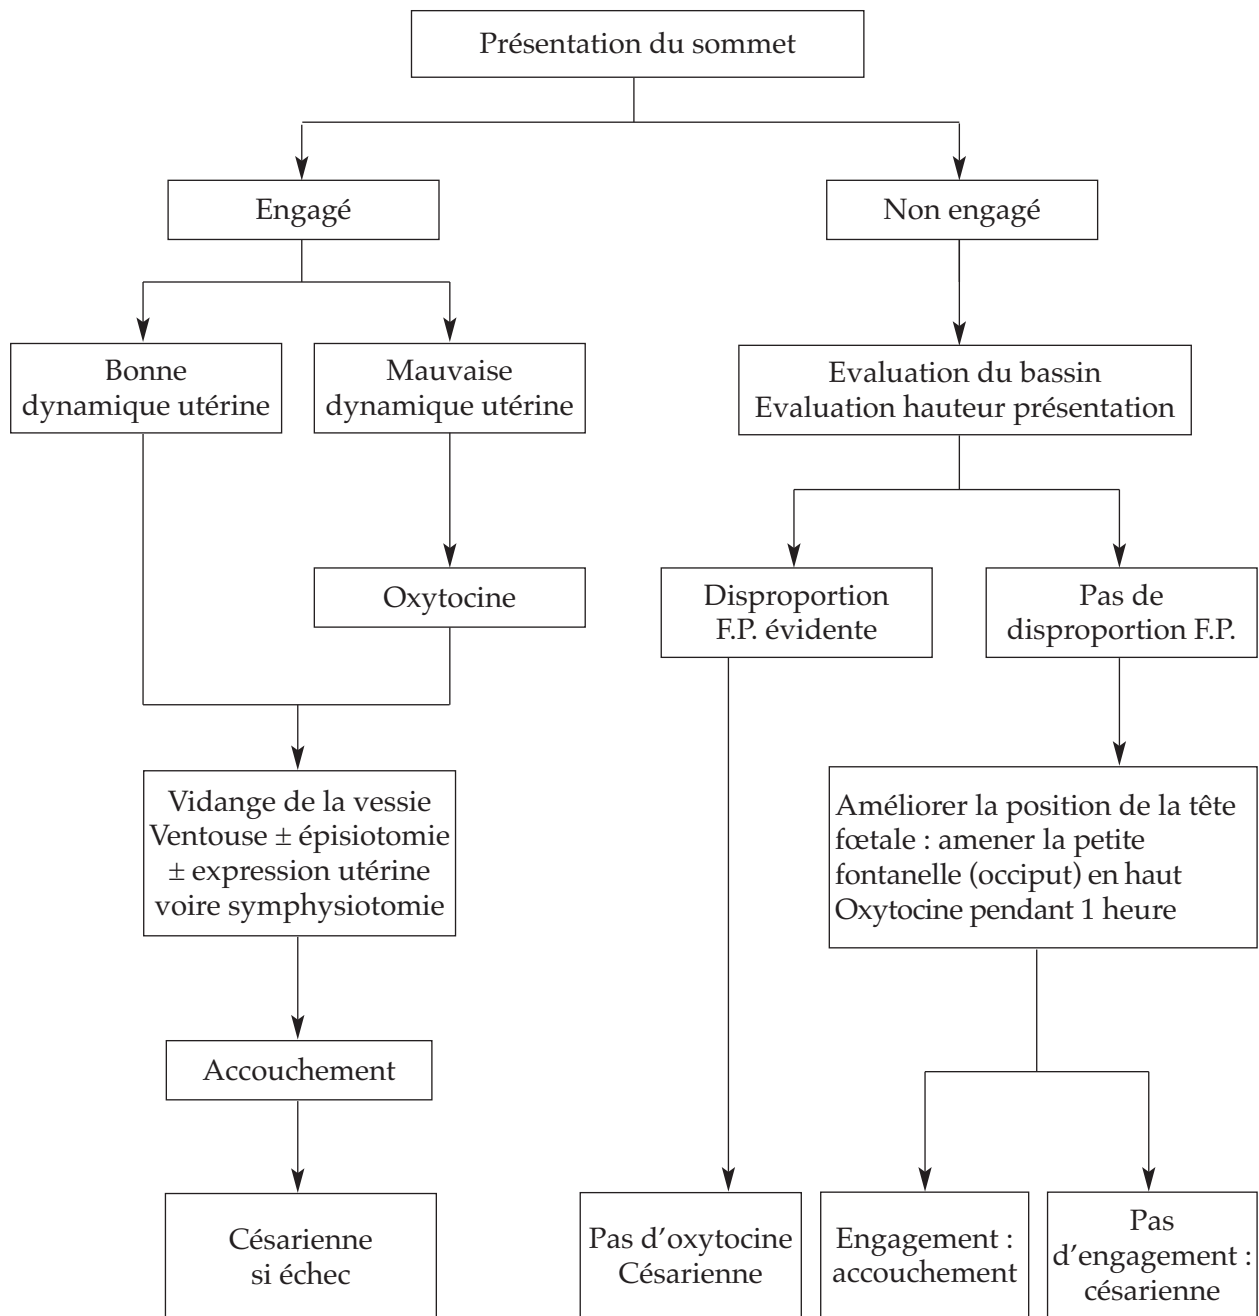 Présentation du sommet
Engagé
Non engagé
Bonne
dynamique utérine
Mauvaise
dynamique utérine
Evaluation du bassin
Evaluation hauteur présentation
Oxytocine
Disproportion
F.P. évidente
Pas de
disproportion F.P.
Vidange de la vessie
Ventouse ± épisiotomie
± expression utérine
voire symphysiotomie
Améliorer la position de la tête
fœtale : amener la petite
fontanelle (occiput) en haut
Oxytocine pendant 1 heure
Accouchement
Césarienne
si échec
Pas d'oxytocine
Césarienne
Engagement :
accouchement
Pas
d'engagement :
césarienne